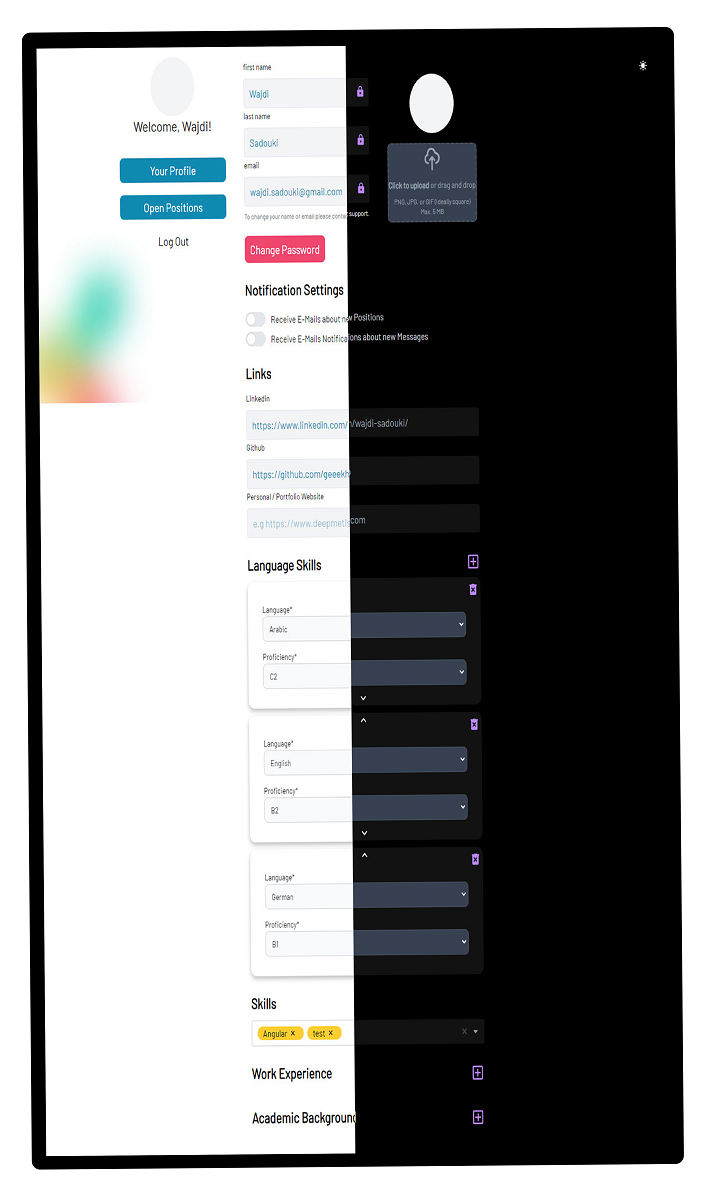 Welcome, Wajdi!
Your Profile
Open Positions
Log Out
first name
Wajdi
last name
Sadouki
email
wajdi.sadouki@gmail.com
To change your name or email please contact support.
Change Password
Click to upload or drag and drop
PNG, JPG, or GIF (Ideally square)
Max. 5 MB
Notification Settings
Receive E-Mails about new Positions
Receive E-Mails Notifications about new Messages
Links
Linkedin
https://www.linkedin.com/in/wajdi-sadouki/
Github
https://github.com/geeekh
Personal / Portfolio Website
e.g https://www.deepmetis.com
Language Skills
Language*
Arabic
Proficiency*
C2
Language*
English
Proficiency*
B2
Language*
German
Proficiency*
B1
Skills
Angular × test ×
Work Experience
Academic Background